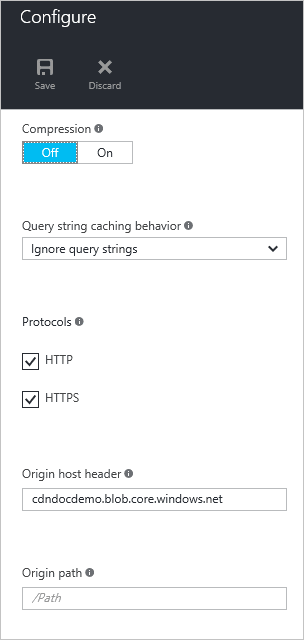 Configure
Save Discard
Compression
Off On
Query string caching behavior
Ignore query strings
Protocols
HTTP
HTTPS
Origin host header
cdndocdemo.blob.core.windows.net
Origin path
/Path